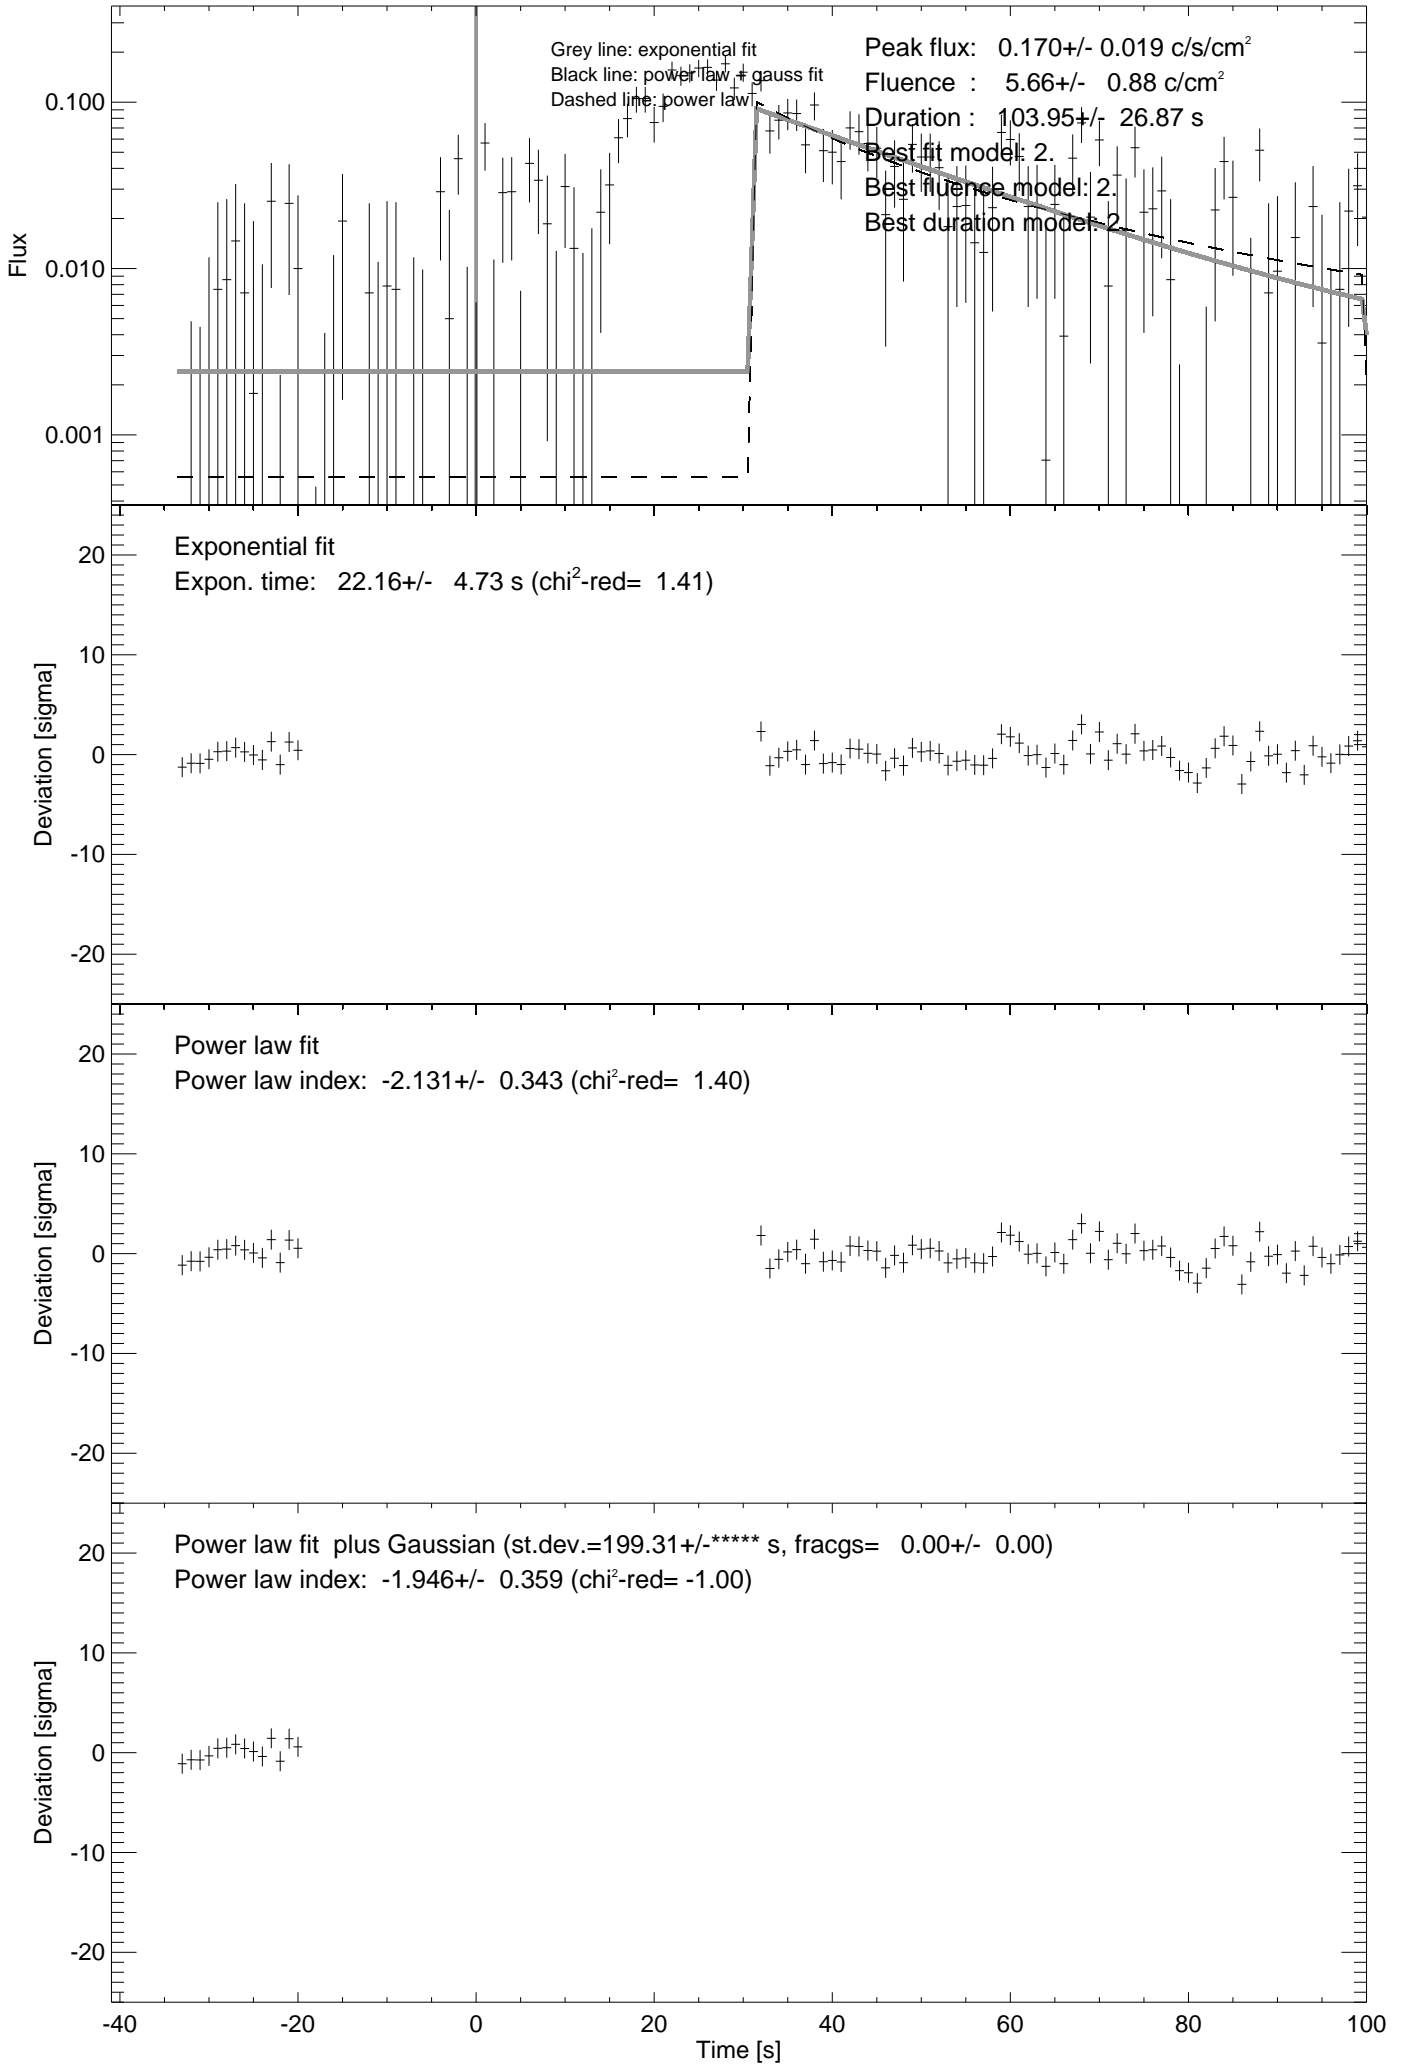 Grey line: exponential fit
Black line: power law + gauss fit
Dashed line: power law
Peak flux: 0.170+/- 0.019 c/s/cm²
Fluence : 5.66+/- 0.88 c/cm²
Duration : 103.95+/- 26.87 s
Best fit model: 2.
Best fluence model: 2.
Best duration model: 2.
Flux
0.100
0.010
0.001
Exponential fit
Expon. time: 22.16+/- 4.73 s (chi²-red= 1.41)
Deviation [sigma]
20
10
0
-10
-20
Power law fit
Power law index: -2.131+/- 0.343 (chi²-red= 1.40)
Deviation [sigma]
20
10
0
-10
-20
Power law fit plus Gaussian (st.dev.=199.31+/-***** s, fracgs= 0.00+/- 0.00)
Power law index: -1.946+/- 0.359 (chi²-red= -1.00)
Deviation [sigma]
20
10
0
-10
-20
-40 -20 0 20 40 60 80 100
Time [s]